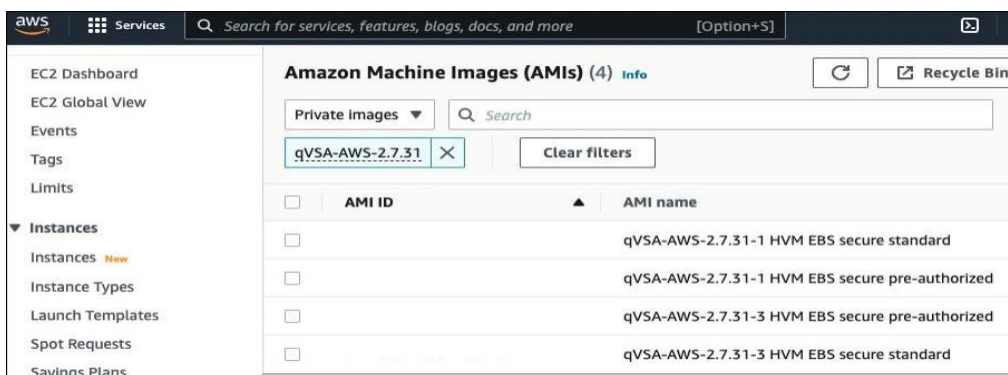 aws Services Search for services, features, blogs, docs, and more [Option+S]
EC2 Dashboard
EC2 Global View
Events
Tags
Limits
Instances
Instances New
Instance Types
Launch Templates
Spot Requests
Savings Plans
Amazon Machine Images (AMIs) (4) Info
Recycle Bin
Private images
Search
qVSA-AWS-2.7.31
Clear filters
AMI ID AMI name
qVSA-AWS-2.7.31-1 HVM EBS secure standard
qVSA-AWS-2.7.31-1 HVM EBS secure pre-authorized
qVSA-AWS-2.7.31-3 HVM EBS secure pre-authorized
qVSA-AWS-2.7.31-3 HVM EBS secure standard